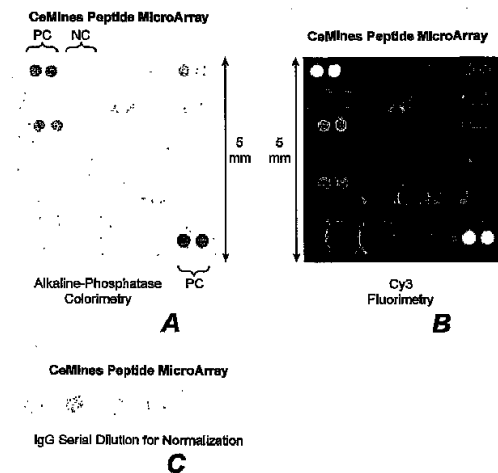 CeMines Peptide MicroArray
PC NC
5
mm
Alkaline-Phosphatase
Colorimetry
PC
A
CeMines Peptide MicroArray
5
mm
Cy3
Fluorimetry
B
CeMines Peptide MicroArray
IgG Serial Dilution for Normalization
C